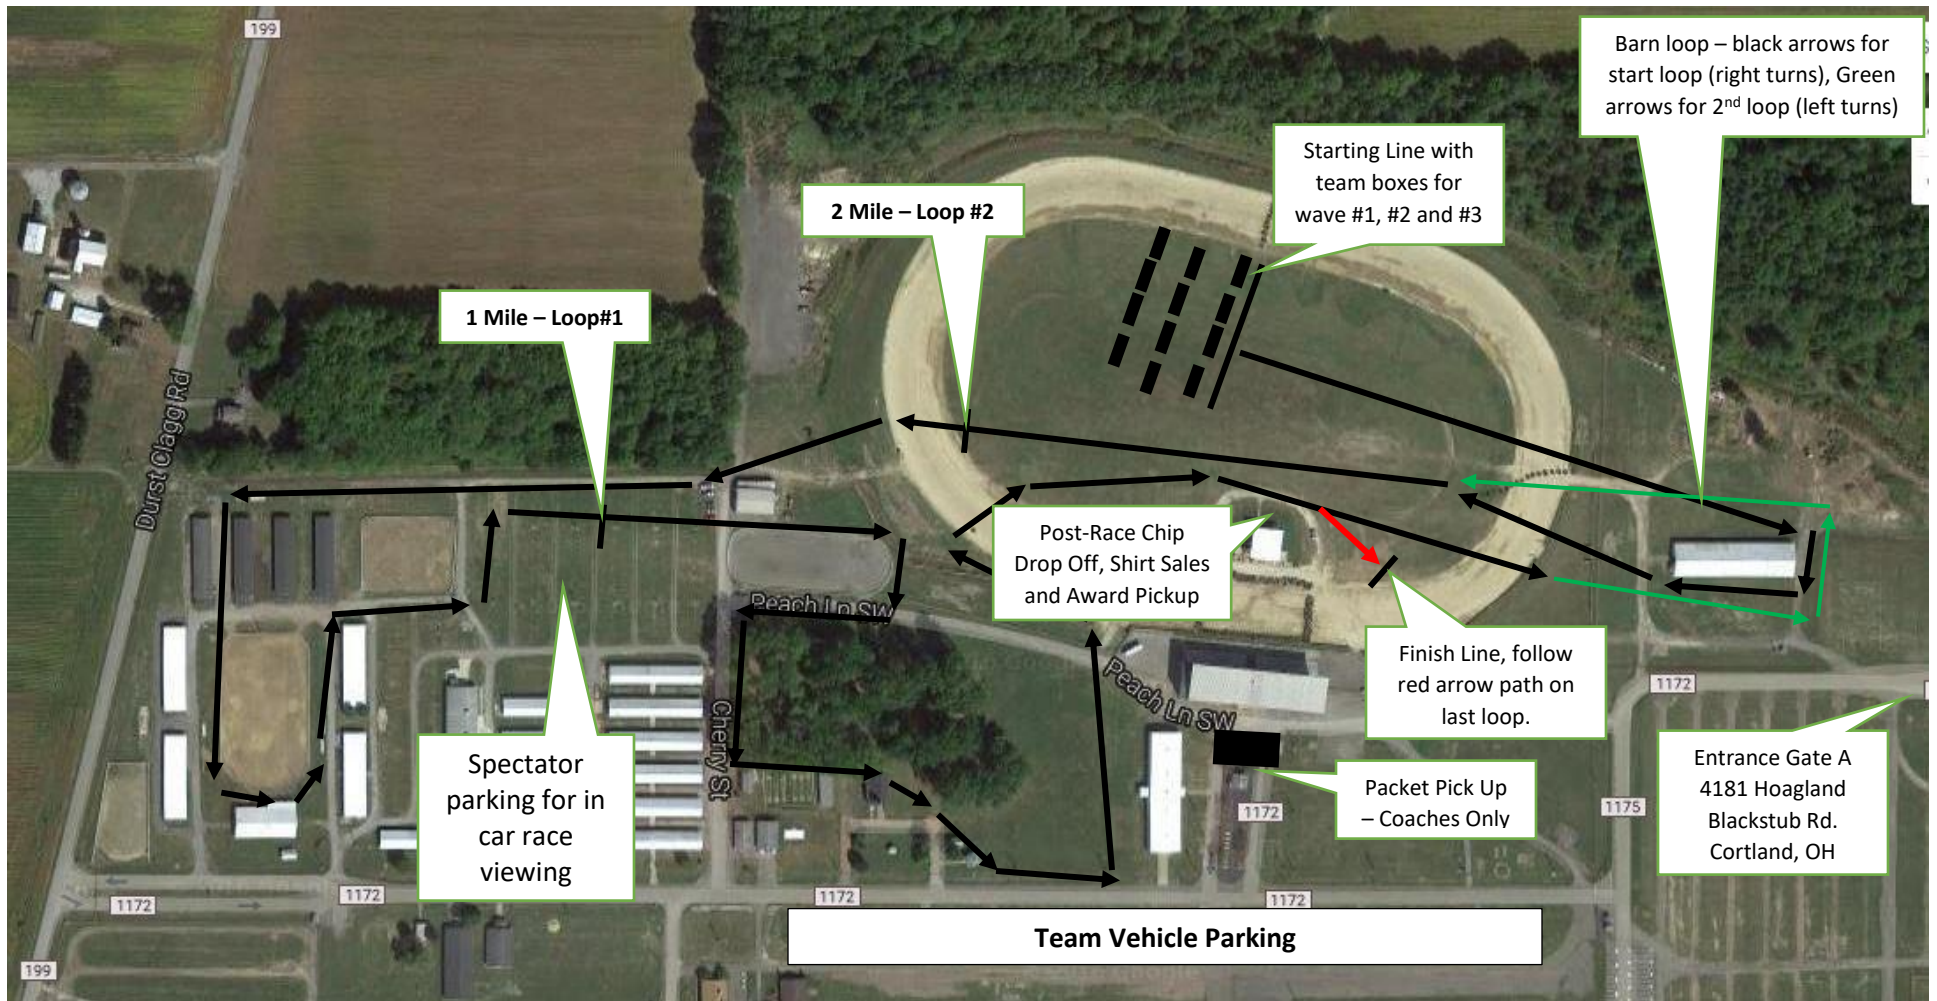 199
Barn loop – black arrows for
start loop (right turns), Green
arrows for 2nd loop (left turns)
Starting Line with
team boxes for
wave #1, #2 and #3
2 Mile – Loop #2
1 Mile – Loop#1
Durst Clagg Rd
Post-Race Chip
Drop Off, Shirt Sales
and Award Pickup
Peach Ln SW
Finish Line, follow
red arrow path on
last loop.
1172
Peach Ln SW
Cherry St
Spectator
parking for in
car race
viewing
Entrance Gate A
4181 Hoagland
Blackstub Rd.
Cortland, OH
Packet Pick Up
– Coaches Only
1172
1175
1172
1172
1172
1172
Team Vehicle Parking
199